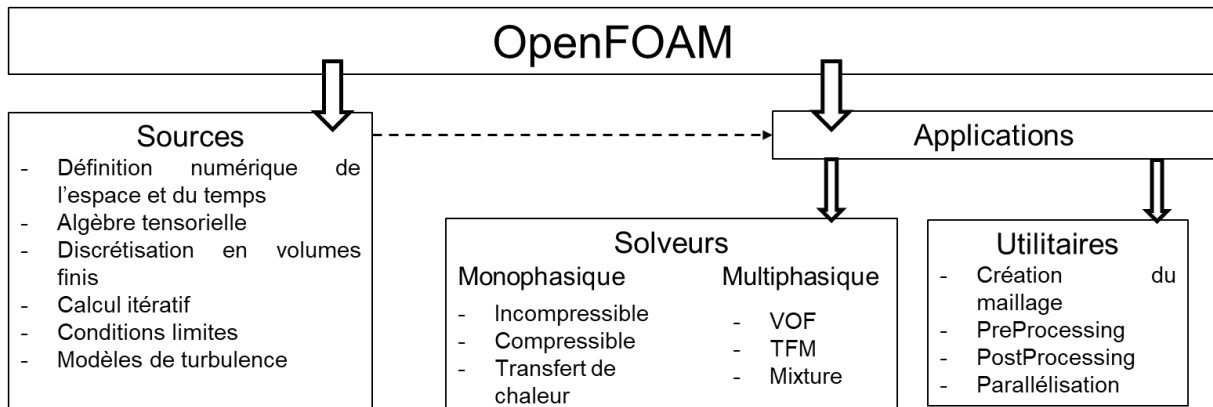 OpenFOAM
Sources
- Définition numérique de
l'espace et du temps
- Algèbre tensorielle
- Discrétisation en volumes
finis
- Calcul itératif
- Conditions limites
- Modèles de turbulence
Applications
Solveurs
Monophasique
- Incompressible
- Compressible
- Transfert de
chaleur
Multiphasique
- VOF
- TFM
- Mixture
Utilitaires
- Création du
maillage
- PreProcessing
- PostProcessing
- Parallélisation